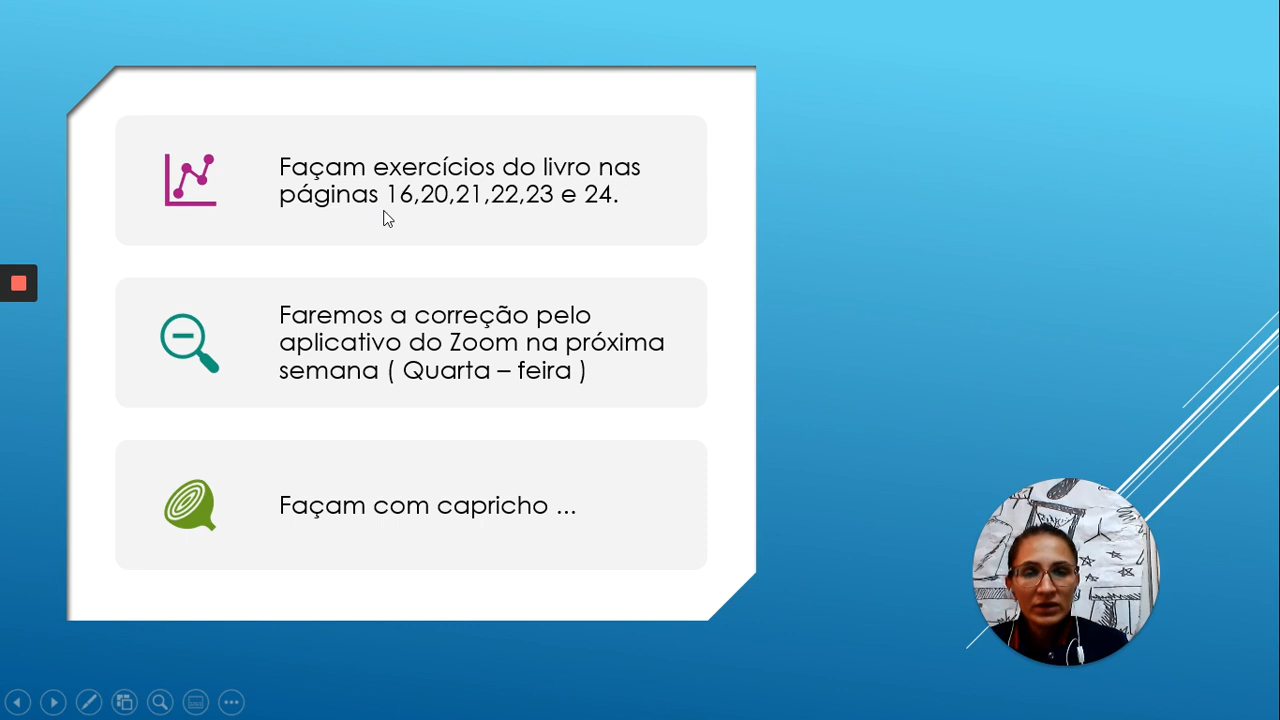 Façam exercícios do livro nas
páginas 16,20,21,22,23 e 24.
Faremos a correção pelo
aplicativo do Zoom na próxima
semana ( Quarta – feira )
Façam com capricho ...